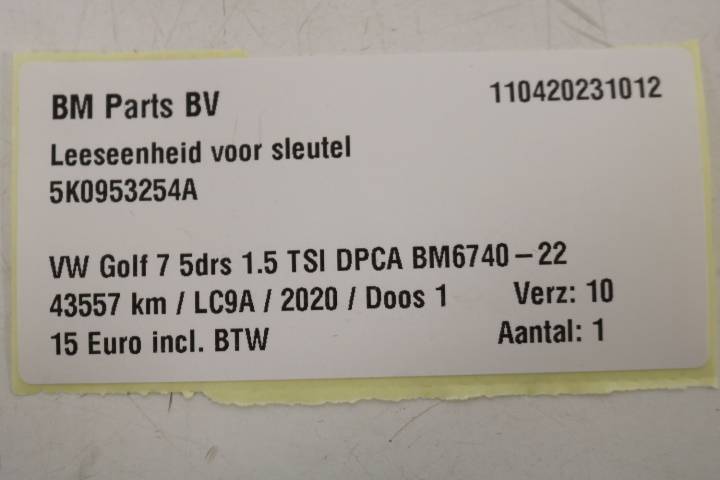 BM Parts BV 110420231012
Leeseenheid voor sleutel
5K0953254A
VW Golf 7 5drs 1.5 TSI DPCA BM6740-22
43557 km / LC9A / 2020 / Doos 1 Verz: 10
15 Euro incl. BTW Aantal: 1